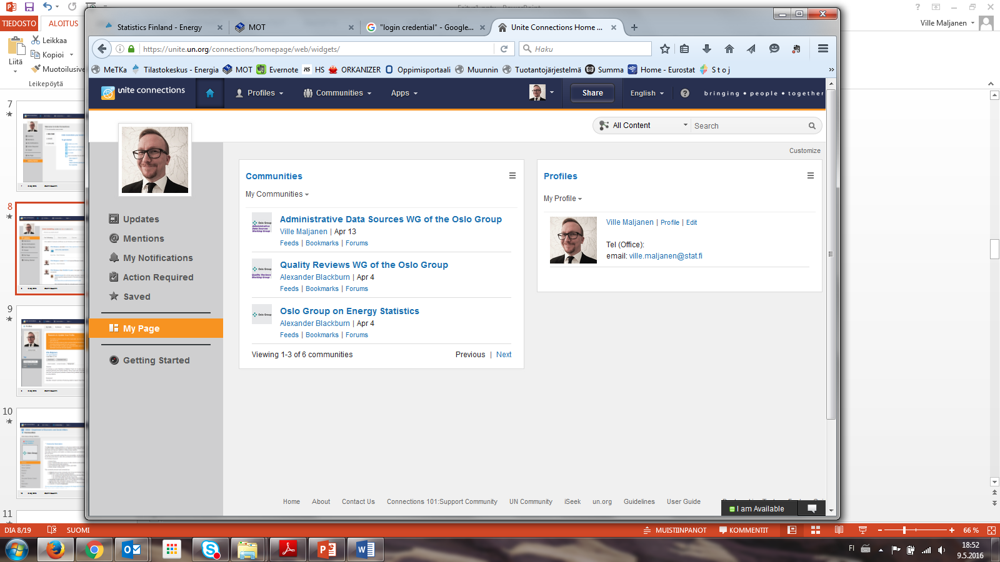 TIEDOSTO
ALOITUS
Ville Maljanen
Liitä
Leikkaa
Kopioi
Leikepöytä
Statistics Finland - Energy
MOT
"login credential" - Google...
Unite Connections Home ...
https://unite.un.org/connections/homepage/web/widgets/
Haku
MeTKa
Tilastokeskus - Energia
MOT
Evernote
HS HS
ORKANIZER
Oppimisportaali
Muunnin
Tuotantojärjestelmä
Summa
Home - Eurostat
S t o j
»
unite connections
Profiles
Communities
Apps
Share
English
bringing • people • together
All Content
Search
Customize
Updates
Mentions
My Notifications
Action Required
Saved
My Page
Getting Started
Communities
My Communities
Administrative Data Sources WG of the Oslo Group
Ville Maljanen | Apr 13
Feeds | Bookmarks | Forums
Quality Reviews WG of the Oslo Group
Alexander Blackburn | Apr 4
Feeds | Bookmarks | Forums
Oslo Group on Energy Statistics
Alexander Blackburn | Apr 4
Feeds | Bookmarks | Forums
Viewing 1-3 of 6 communities
Previous | Next
Profiles
My Profile
Ville Maljanen | Profile | Edit
Tel (Office):
email: ville.maljanen@stat.fi
Home
About
Contact Us
Connections 101:Support Community
UN Community
iSeek
un.org
Guidelines
User Guide
I am Available
7
8
9
10
11
DIA 8/19
SUOMI
MUISTIINPANOT
KOMMENTIT
66 %
FI
18:52
9.5.2016